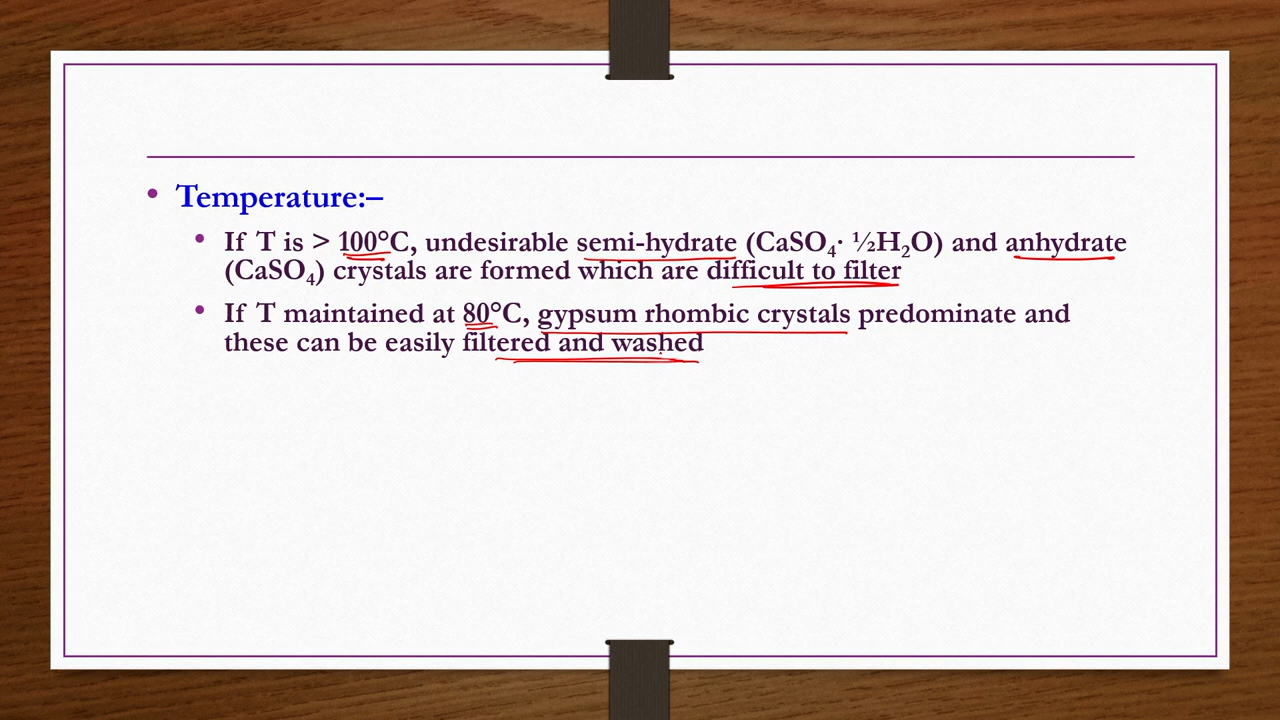 • Temperature:–
• If T is > 100°C, undesirable semi-hydrate (CaSO₄· ½H₂O) and anhydrate
(CaSO₄) crystals are formed which are difficult to filter
• If T maintained at 80°C, gypsum rhombic crystals predominate and
these can be easily filtered and washed